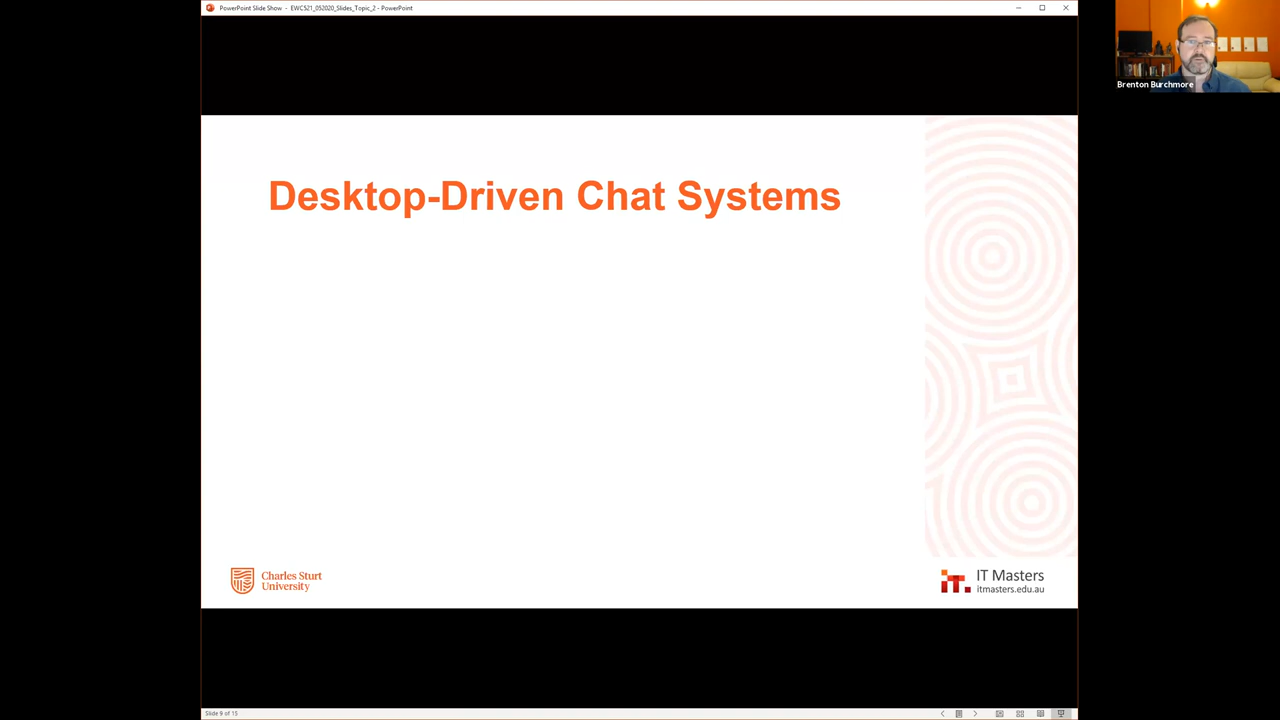 PowerPoint Slide Show - EWC521_052020_Slides_Topic_2 - PowerPoint
Brenton Burchmore
Desktop-Driven Chat Systems
Charles Sturt
University
IT Masters
itmasters.edu.au
Slide 9 of 15